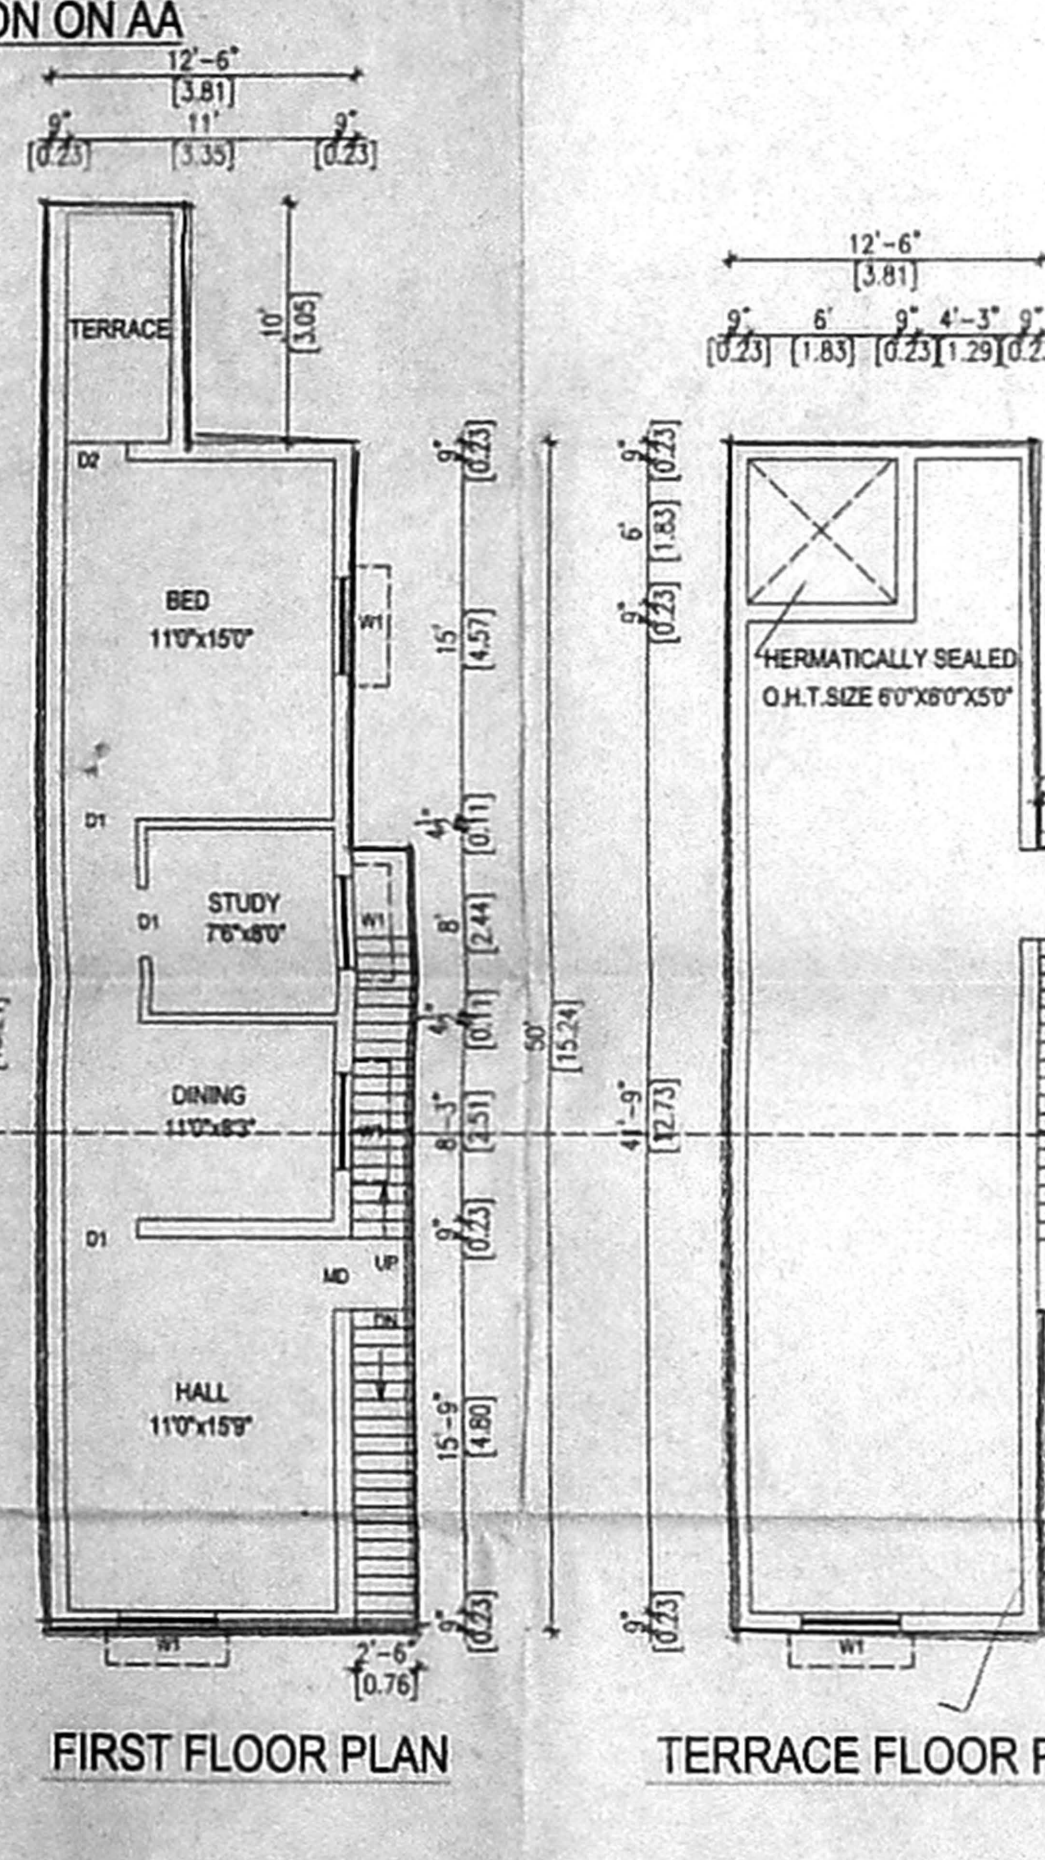 ON ON AA
12'-6"
[3.81]
9" 11' 9"
[0.23] [3.35] [0.23]
TERRACE
10'
[3.05]
D2
BED
11'0"x15'0"
W1
D1
STUDY
7'6"x8'0"
D1
W1
DINING
11'0"x8'3"
W1
D1
MD
UP
DN
HALL
11'0"x15'9"
W1
2'-6"
[0.76]
9"
[0.23]
15'
[4.57]
4½"
[0.11]
8'
[2.44]
4½"
[0.11]
8'-3"
[2.51]
9"
[0.23]
15'-9"
[4.80]
9"
[0.23]
50'
[15.24]
FIRST FLOOR PLAN
12'-6"
[3.81]
9" 6' 9" 4'-3" 9"
[0.23] [1.83] [0.23] [1.29] [0.2
9"
[0.23]
6'
[1.83]
9"
[0.23]
41'-9"
[12.73]
9"
[0.23]
HERMATICALLY SEALED
O.H.T.SIZE 6'0"X6'0"X5'0"
W1
TERRACE FLOOR P